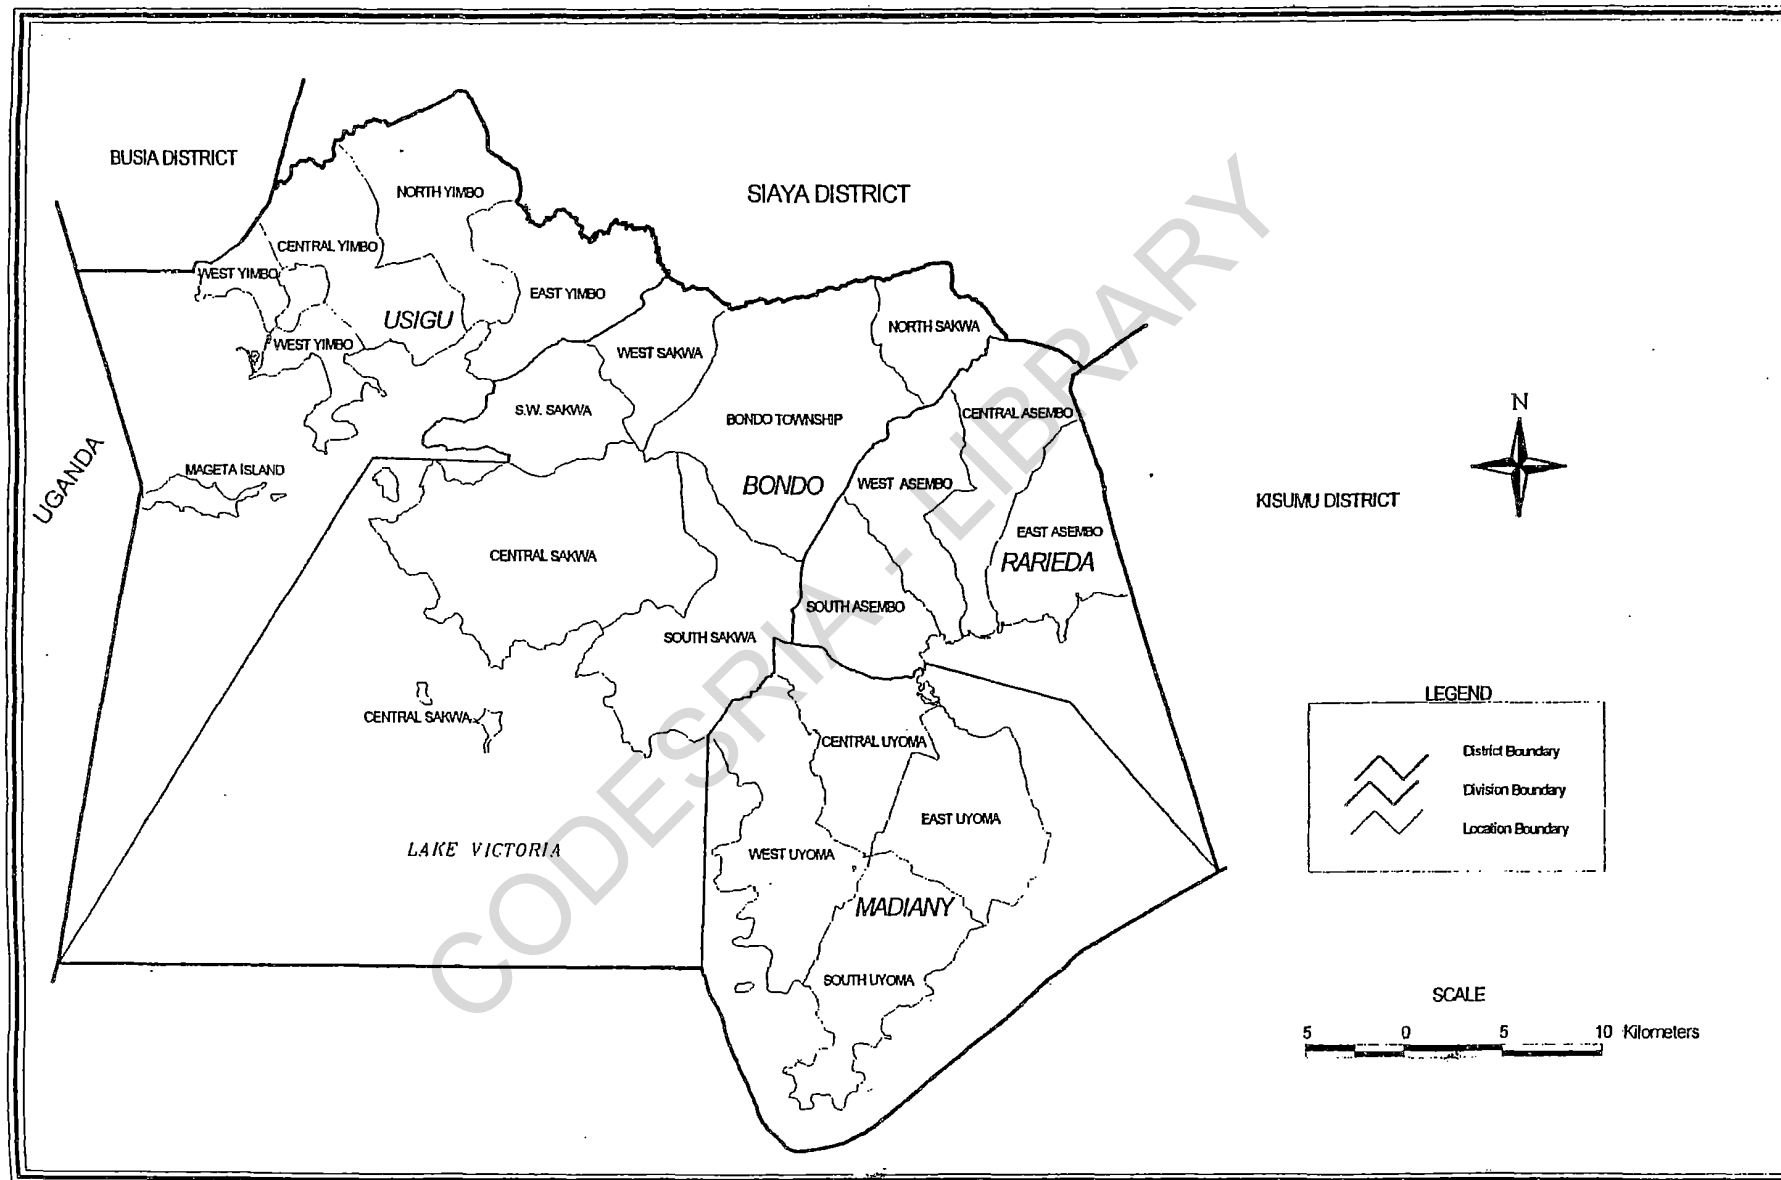 BUSIA DISTRICT
SIAYA DISTRICT
NORTH YIMBO
CENTRAL YIMBO
WEST YIMBO
EAST YIMBO
USIGU
WEST YIMBO
WEST SAKWA
NORTH SAKWA
S.W. SAKWA
BONDO TOWNSHIP
CENTRAL ASEMBO
N
UGANDA
MAGETA ISLAND
BONDO
WEST ASEMBO
KISUMU DISTRICT
EAST ASEMBO
RARIEDA
CENTRAL SAKWA
SOUTH ASEMBO
SOUTH SAKWA
CENTRAL SAKWA
CENTRAL UYOMA
EAST UYOMA
LAKE VICTORIA
WEST UYOMA
MADIANY
SOUTH UYOMA
LEGEND
District Boundary
Division Boundary
Location Boundary
SCALE
5 0 5 10 Kilometers
CODESRIA - LIBRARY